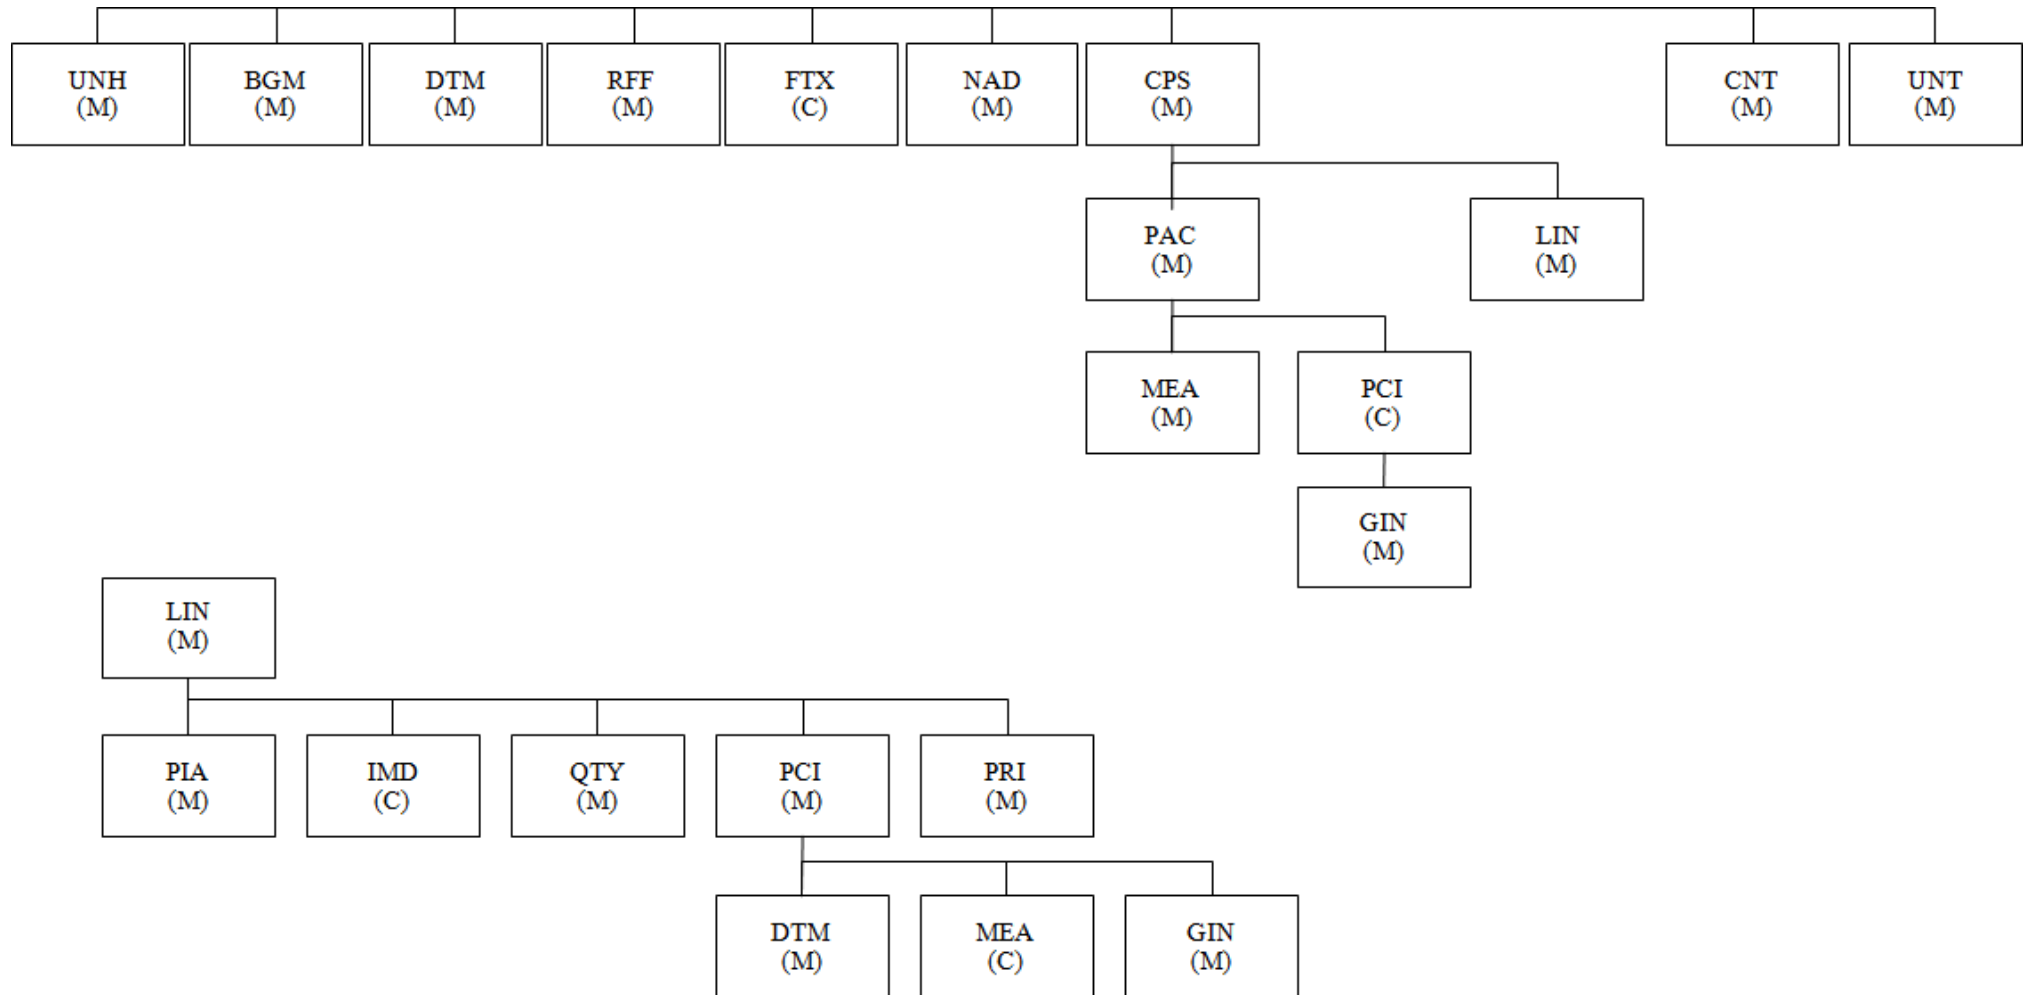 UNH
(M)
BGM
(M)
DTM
(M)
RFF
(M)
FTX
(C)
NAD
(M)
CPS
(M)
CNT
(M)
UNT
(M)
PAC
(M)
LIN
(M)
MEA
(M)
PCI
(C)
GIN
(M)
LIN
(M)
PIA
(M)
IMD
(C)
QTY
(M)
PCI
(M)
PRI
(M)
DTM
(M)
MEA
(C)
GIN
(M)